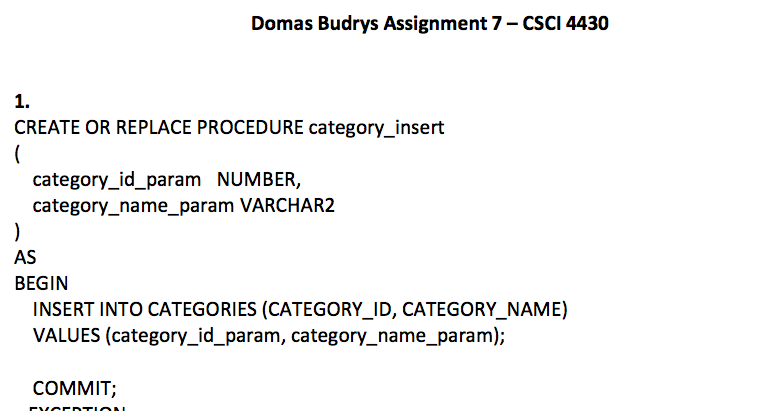 Domas Budrys Assignment 7 – CSCI 4430
1.
CREATE OR REPLACE PROCEDURE category_insert
(
category_id_param NUMBER,
category_name_param VARCHAR2
)
AS
BEGIN
INSERT INTO CATEGORIES (CATEGORY_ID, CATEGORY_NAME)
VALUES (category_id_param, category_name_param);
COMMIT;
EXCEPTION